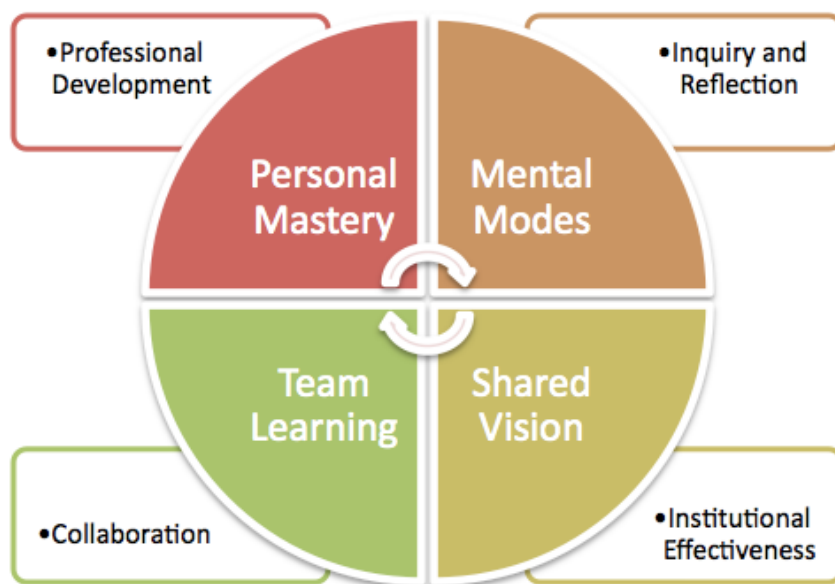 •Professional
Development
•Inquiry and
Reflection
Personal
Mastery
Mental
Modes
Team
Learning
Shared
Vision
•Collaboration
•Institutional
Effectiveness